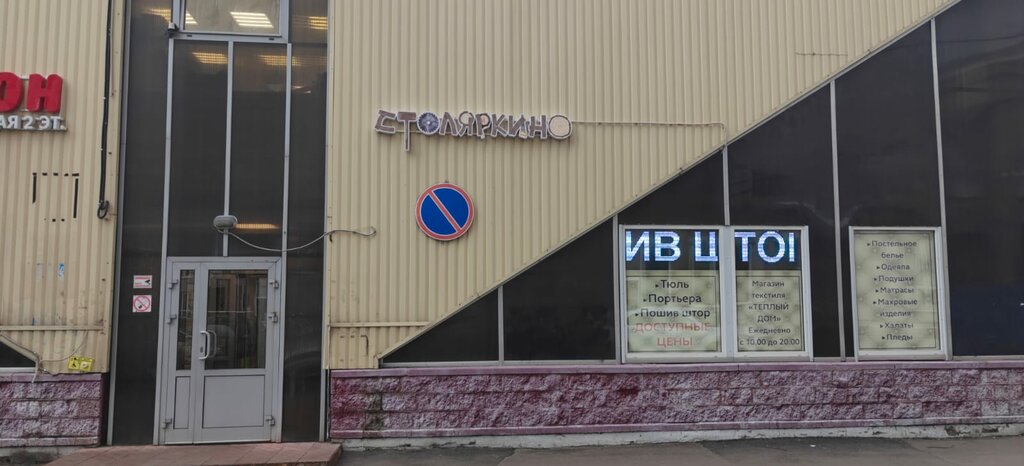 ОН
АЯ 2 ЭТ.
СТОЛЯРКИНО
ИВ Ш
ТО
Тюль
Портьера
Пошив штор
ДОСТУПНЫЕ
ЦЕНЫ
Магазин
текстиля
«ТЕПЛЫЙ
ДОМ»
Ежедневно
с 10.00 до 20.00
Постельное
белье
Одеяла
Подушки
Матрасы
Махровые
изделия
Халаты
Пледы